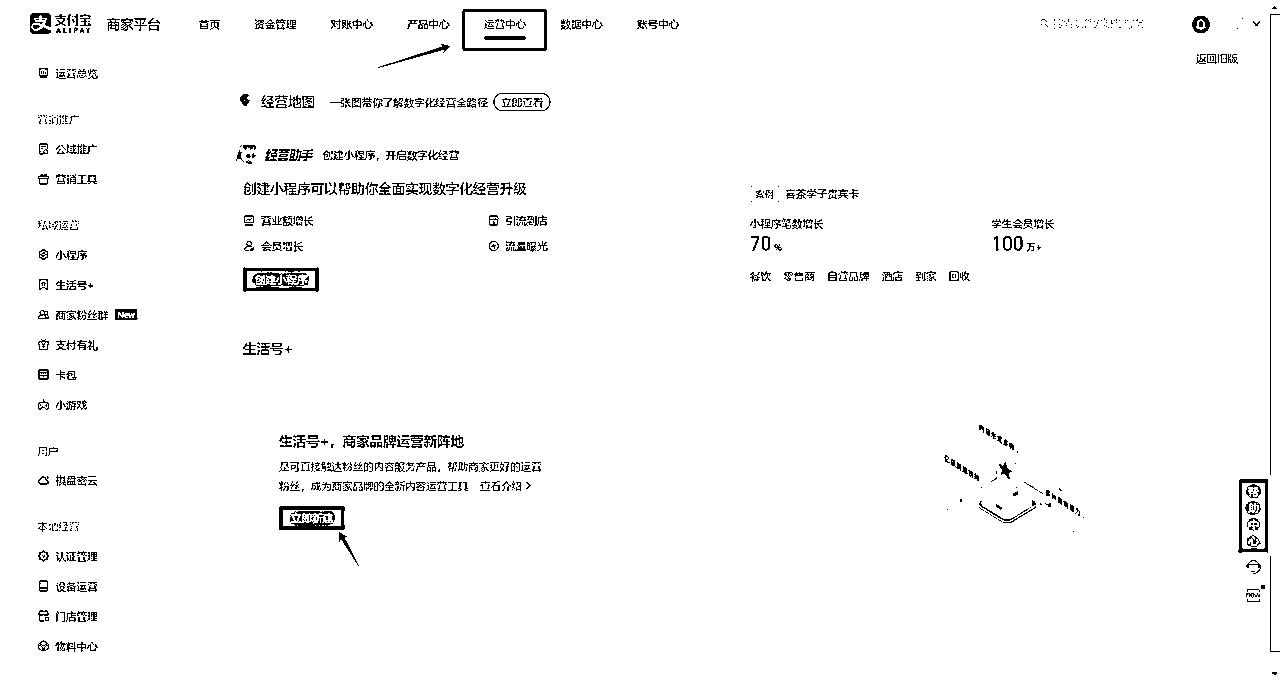 支付宝 ALIPAY 商家平台 首页 资金管理 对账中心 产品中心 运营中心 数据中心 账号中心
返回旧版
运营总览
营销推广
公域推广
营销工具
私域运营
小程序
生活号+
商家粉丝群 New
支付有礼
卡包
小游戏
用户
棋盘密云
本地经营
认证管理
设备运营
门店管理
物料中心
经营地图 一张图带你了解数字化经营全路径 立即查看
经营助手 创建小程序，开启数字化经营
创建小程序可以帮助你全面实现数字化经营升级
营业额增长 引流到店
会员增长 流量曝光
创建小程序
案例 喜茶学子贵宾卡
小程序笔数增长 学生会员增长
70% 100万+
餐饮 零售商 自营品牌 酒店 到家 回收
生活号+
生活号+，商家品牌运营新阵地
是可直接触达粉丝的内容服务产品，帮助商家更好的运营
粉丝，成为商家品牌的全新内容运营工具 查看介绍 >
立即新建
帮
助
中
心
new